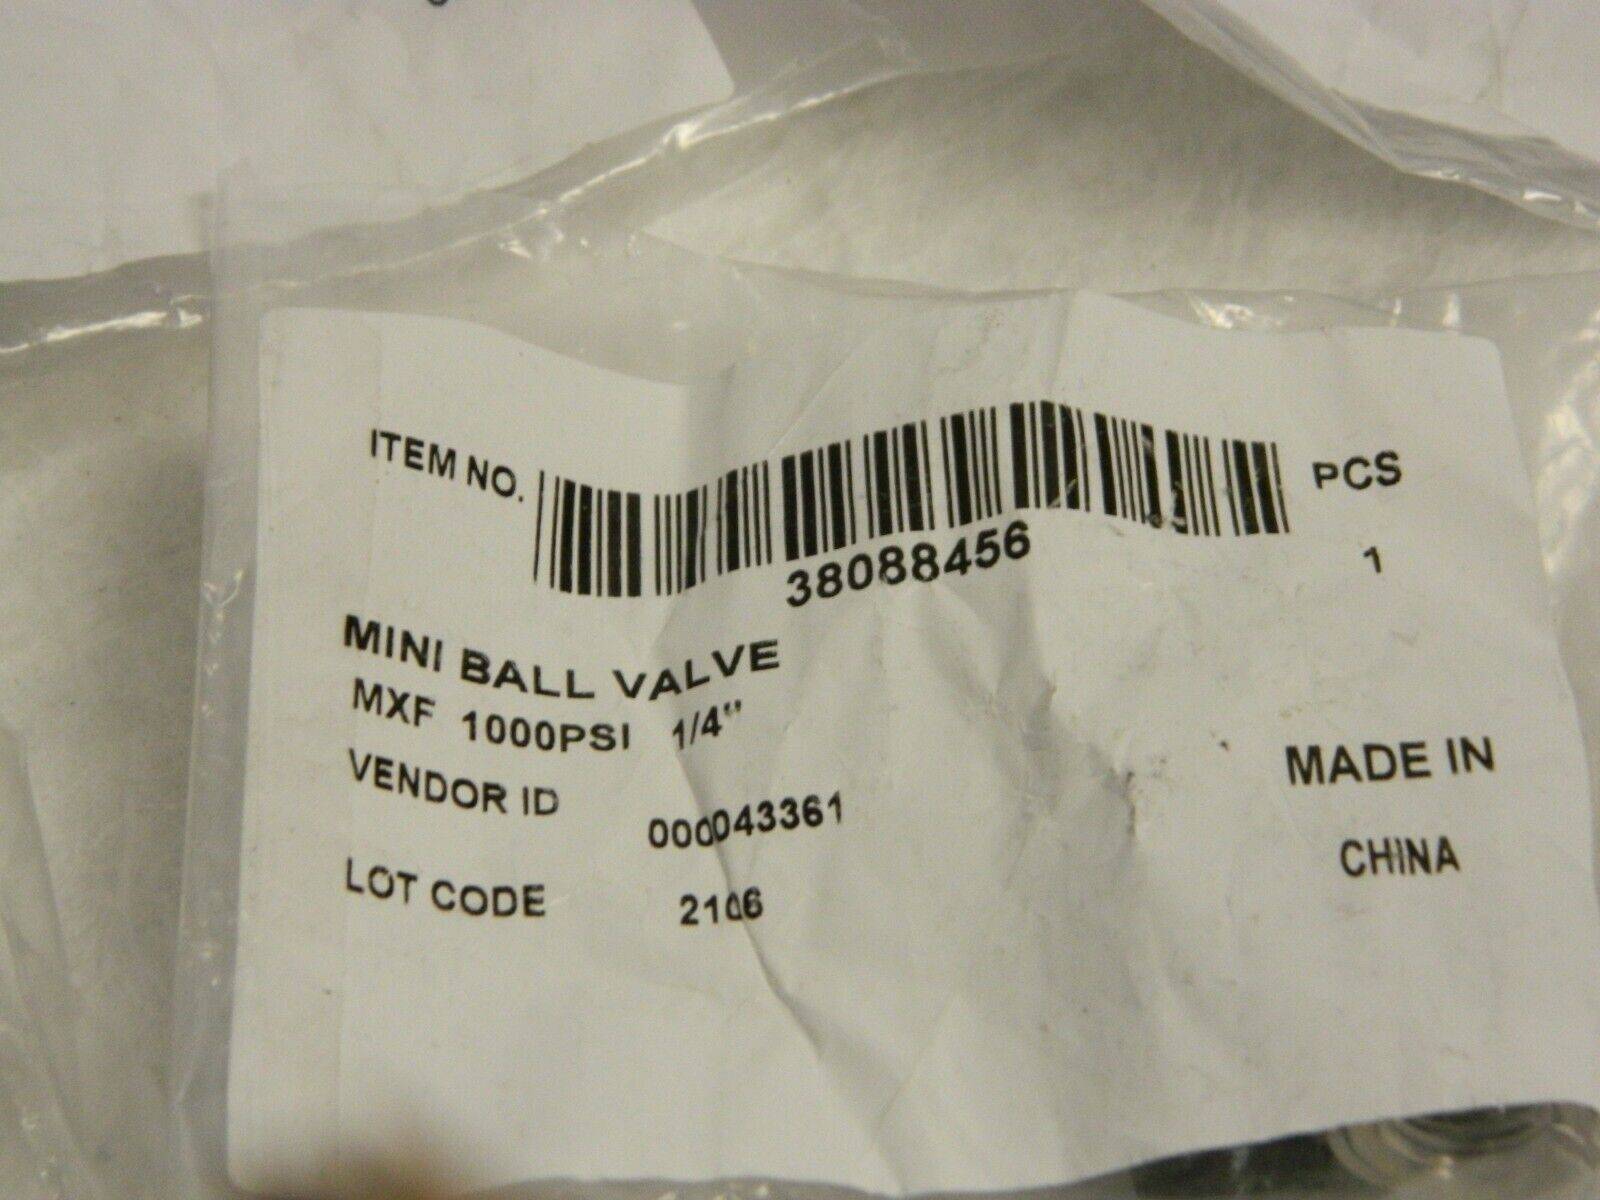 ITEM NO. PCS
38088456 1
MINI BALL VALVE
MXF 1000PSI 1/4"
VENDOR ID 000043361
MADE IN
CHINA
LOT CODE 2106